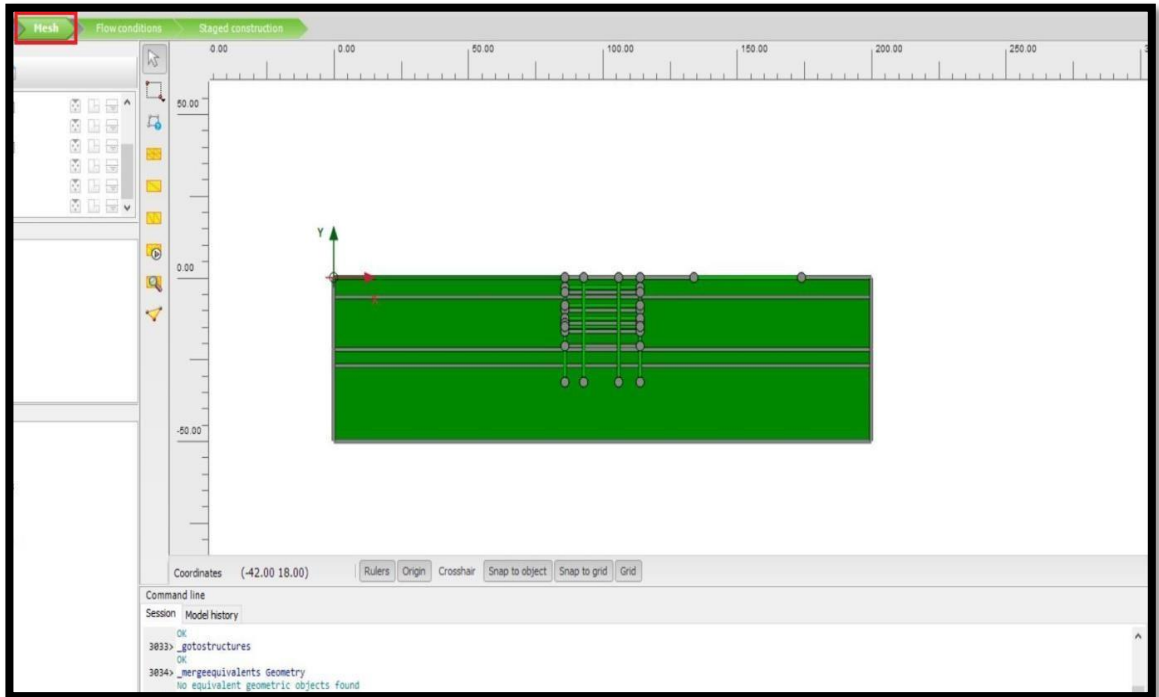 Mesh Flow conditions Staged construction
0.00 0.00 50.00 100.00 150.00 200.00 250.00
50.00
Y
0.00
X
-50.00
Coordinates (-42.00 18.00) Rulers Origin Crosshair Snap to object Snap to grid Grid
Command line
Session Model history
OK
3033> _gotostructures
OK
3034> _mergeequivalents Geometry
No equivalent geometric objects found